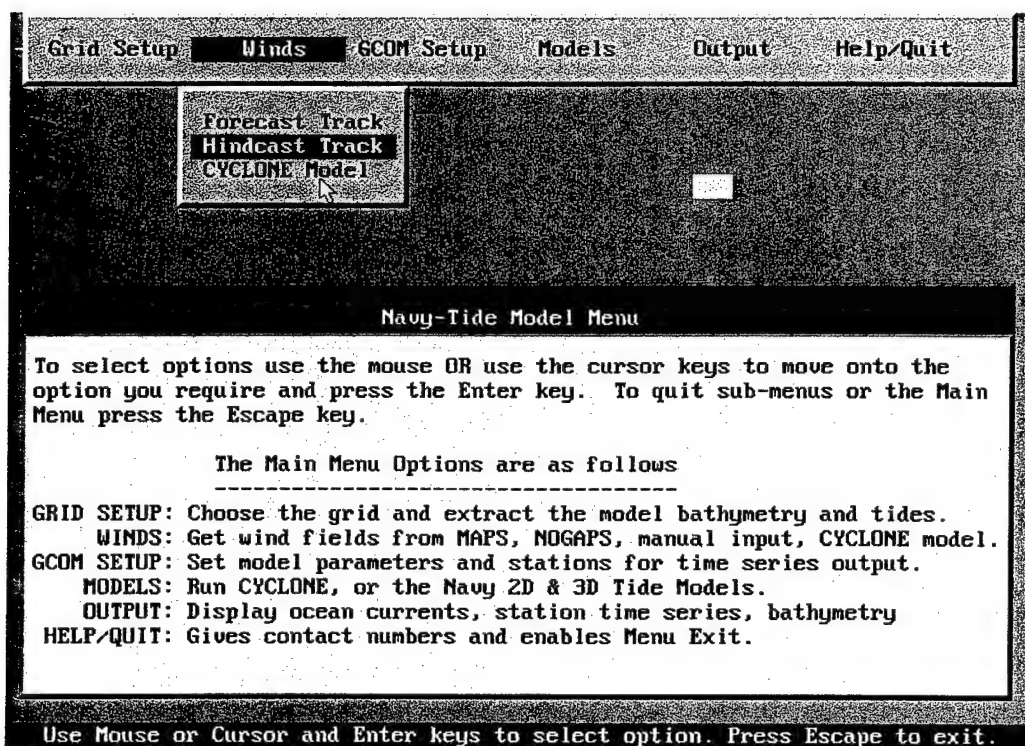 Grid Setup Winds GCOM Setup Models Output Help/Quit
Forecast Track
Hindcast Track
CYCLONE Model
Navy-Tide Model Menu
To select options use the mouse OR use the cursor keys to move onto the
option you require and press the Enter key. To quit sub-menus or the Main
Menu press the Escape key.
The Main Menu Options are as follows
------------------------------------
GRID SETUP: Choose the grid and extract the model bathymetry and tides.
WINDS: Get wind fields from MAPS, NOGAPS, manual input, CYCLONE model.
GCOM SETUP: Set model parameters and stations for time series output.
MODELS: Run CYCLONE, or the Navy 2D & 3D Tide Models.
OUTPUT: Display ocean currents, station time series, bathymetry
HELP/QUIT: Gives contact numbers and enables Menu Exit.
Use Mouse or Cursor and Enter keys to select option. Press Escape to exit.